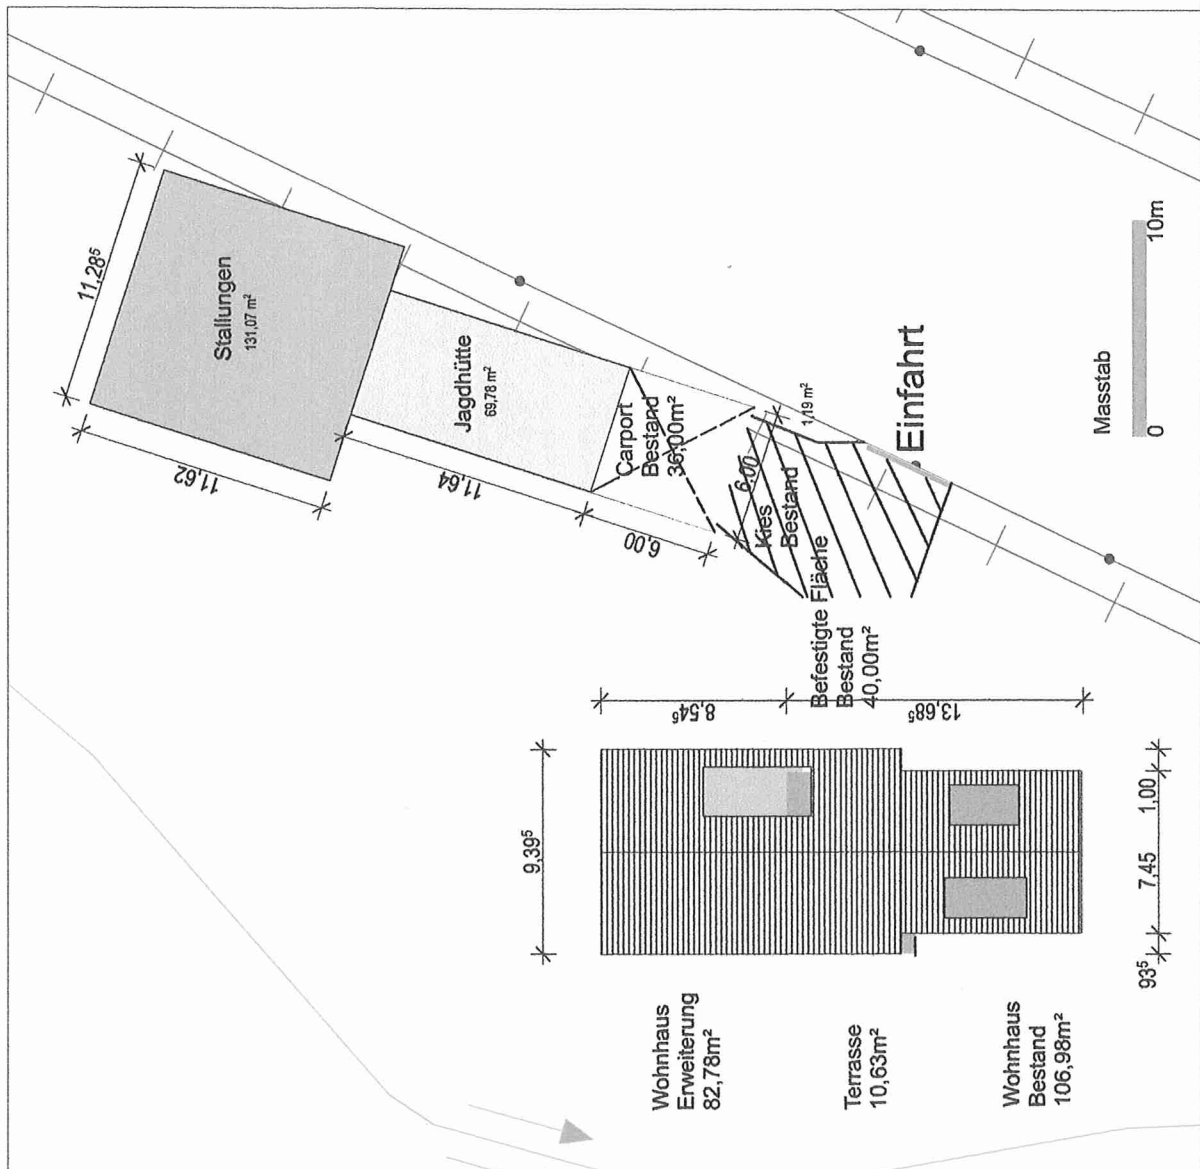 11,28⁵
Stallungen
131,07 m²
11,62
Jagdhütte
69,78 m²
11,64
Carport
Bestand
36,00m²
6,00
6,00
1,19 m²
Kies
Bestand
Einfahrt
Befestigte Fläche
Bestand
40,00m²
Masstab
0
10m
8,54⁵
13,68⁵
9,39⁵
93⁵
7,45
1,00
Wohnhaus
Erweiterung
82,78m²
Terrasse
10,63m²
Wohnhaus
Bestand
106,98m²